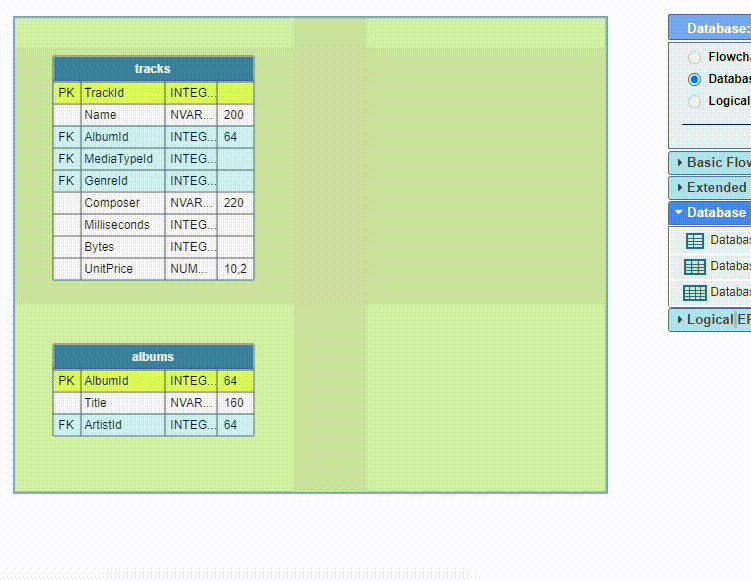 tracks
PK TrackId INTEG...
Name NVAR... 200
FK AlbumId INTEG... 64
FK MediaTypeId INTEG...
FK GenreId INTEG...
Composer NVAR... 220
Milliseconds INTEG...
Bytes INTEG...
UnitPrice NUM... 10,2
albums
PK AlbumId INTEG... 64
Title NVAR... 160
FK ArtistId INTEG... 64
Database:
Flowcha
Databas
Logical
Basic Flow
Extended
Database
Databas
Databas
Databas
Logical ER